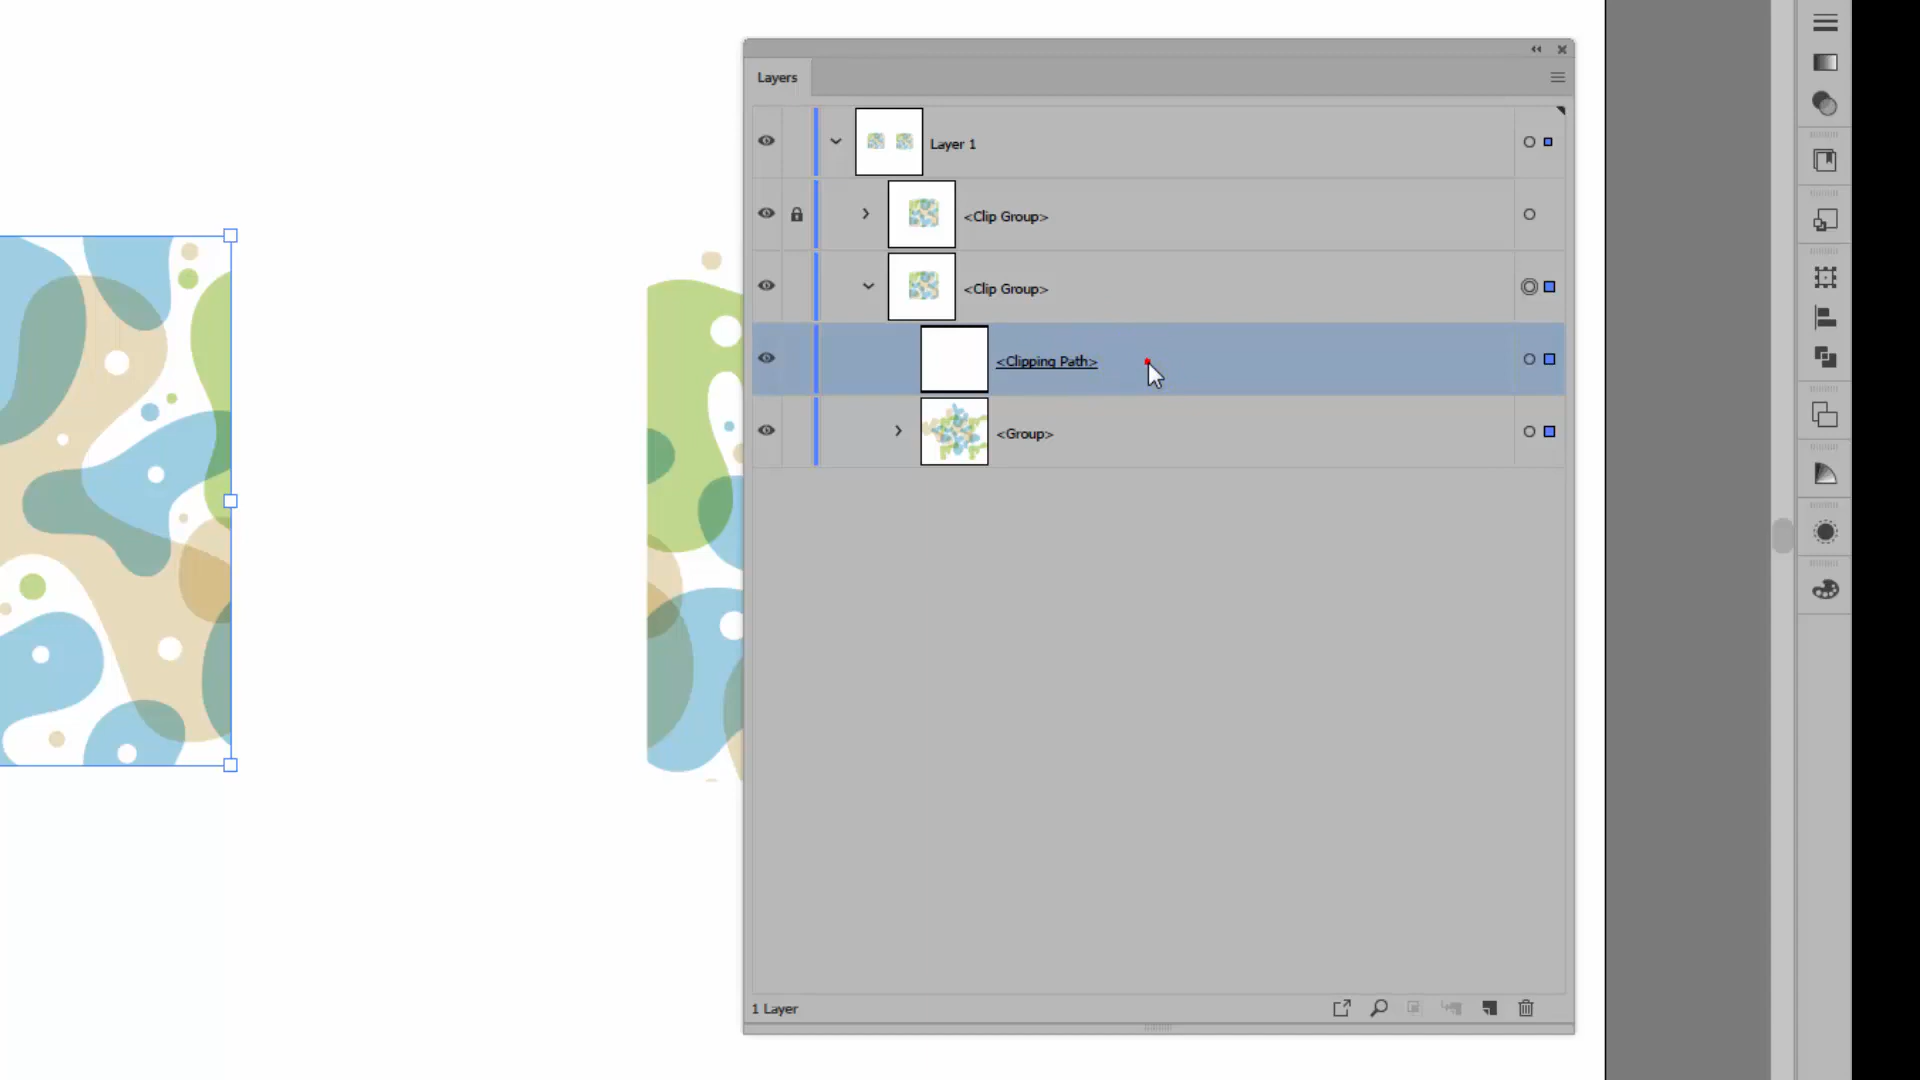 Layers
Layer 1
<Clip Group>
<Clip Group>
<Clipping Path>
<Group>
1 Layer